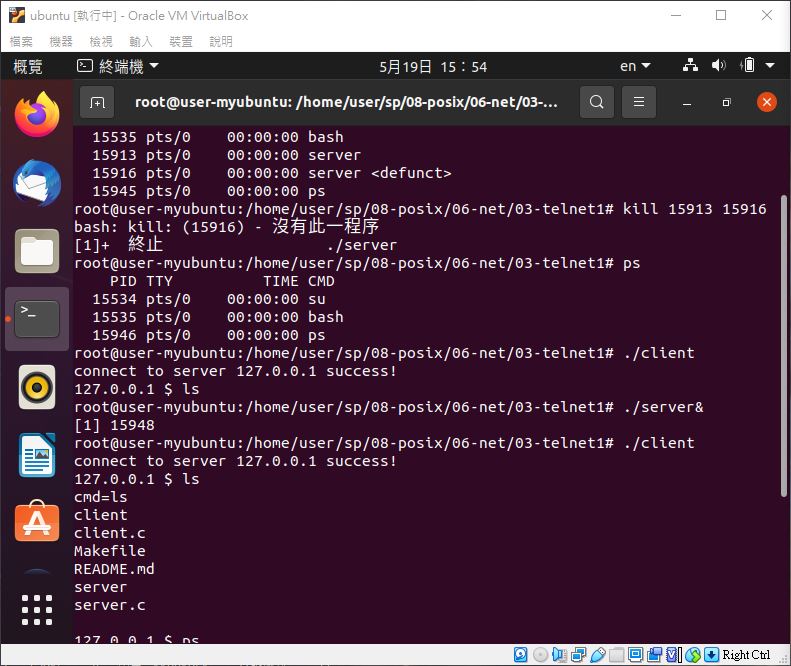 ubuntu [執行中] - Oracle VM VirtualBox
檔案 機器 檢視 輸入 裝置 說明
概覽 終端機 5月19日 15：54 en
root@user-myubuntu: /home/user/sp/08-posix/06-net/03-...
15535 pts/0    00:00:00 bash
15913 pts/0    00:00:00 server
15916 pts/0    00:00:00 server <defunct>
15945 pts/0    00:00:00 ps
root@user-myubuntu:/home/user/sp/08-posix/06-net/03-telnet1# kill 15913 15916
bash: kill: (15916) - 沒有此一程序
[1]+  終止                  ./server
root@user-myubuntu:/home/user/sp/08-posix/06-net/03-telnet1# ps
PID TTY          TIME CMD
15534 pts/0    00:00:00 su
15535 pts/0    00:00:00 bash
15946 pts/0    00:00:00 ps
root@user-myubuntu:/home/user/sp/08-posix/06-net/03-telnet1# ./client
connect to server 127.0.0.1 success!
127.0.0.1 $ ls
root@user-myubuntu:/home/user/sp/08-posix/06-net/03-telnet1# ./server&
[1] 15948
root@user-myubuntu:/home/user/sp/08-posix/06-net/03-telnet1# ./client
connect to server 127.0.0.1 success!
127.0.0.1 $ ls
cmd=ls
client
client.c
Makefile
README.md
server
server.c
127.0.0.1 $ ps
Right Ctrl